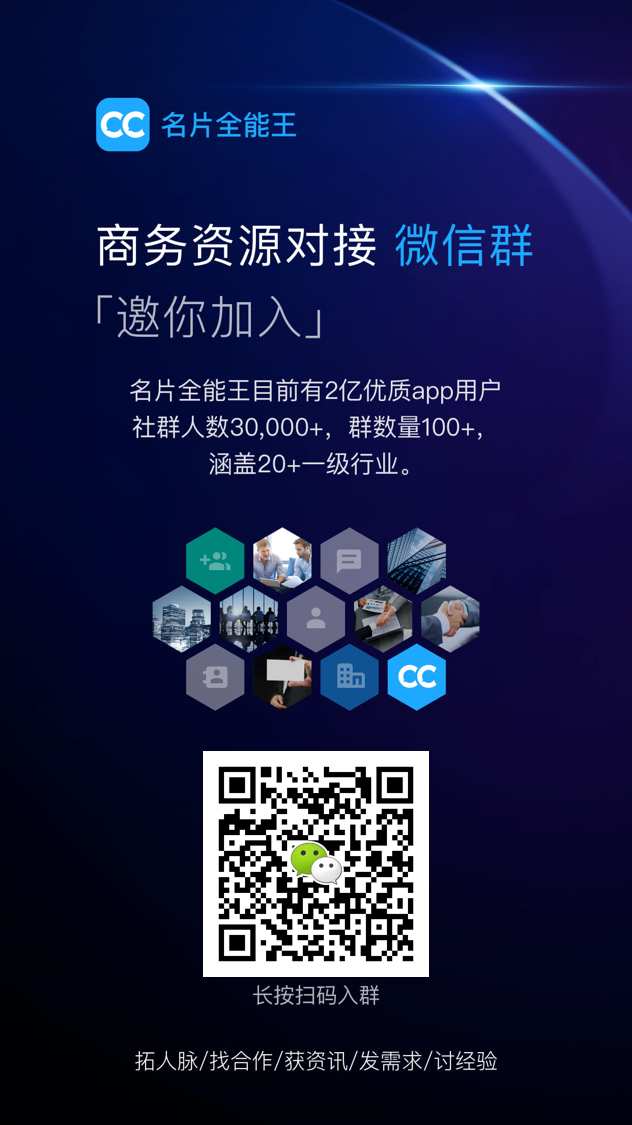 CC 名片全能王
商务资源对接 微信群
「邀你加入」
名片全能王目前有2亿优质app用户
社群人数30,000+，群数量100+，
涵盖20+一级行业。
CC
长按扫码入群
拓人脉/找合作/获资讯/发需求/讨经验